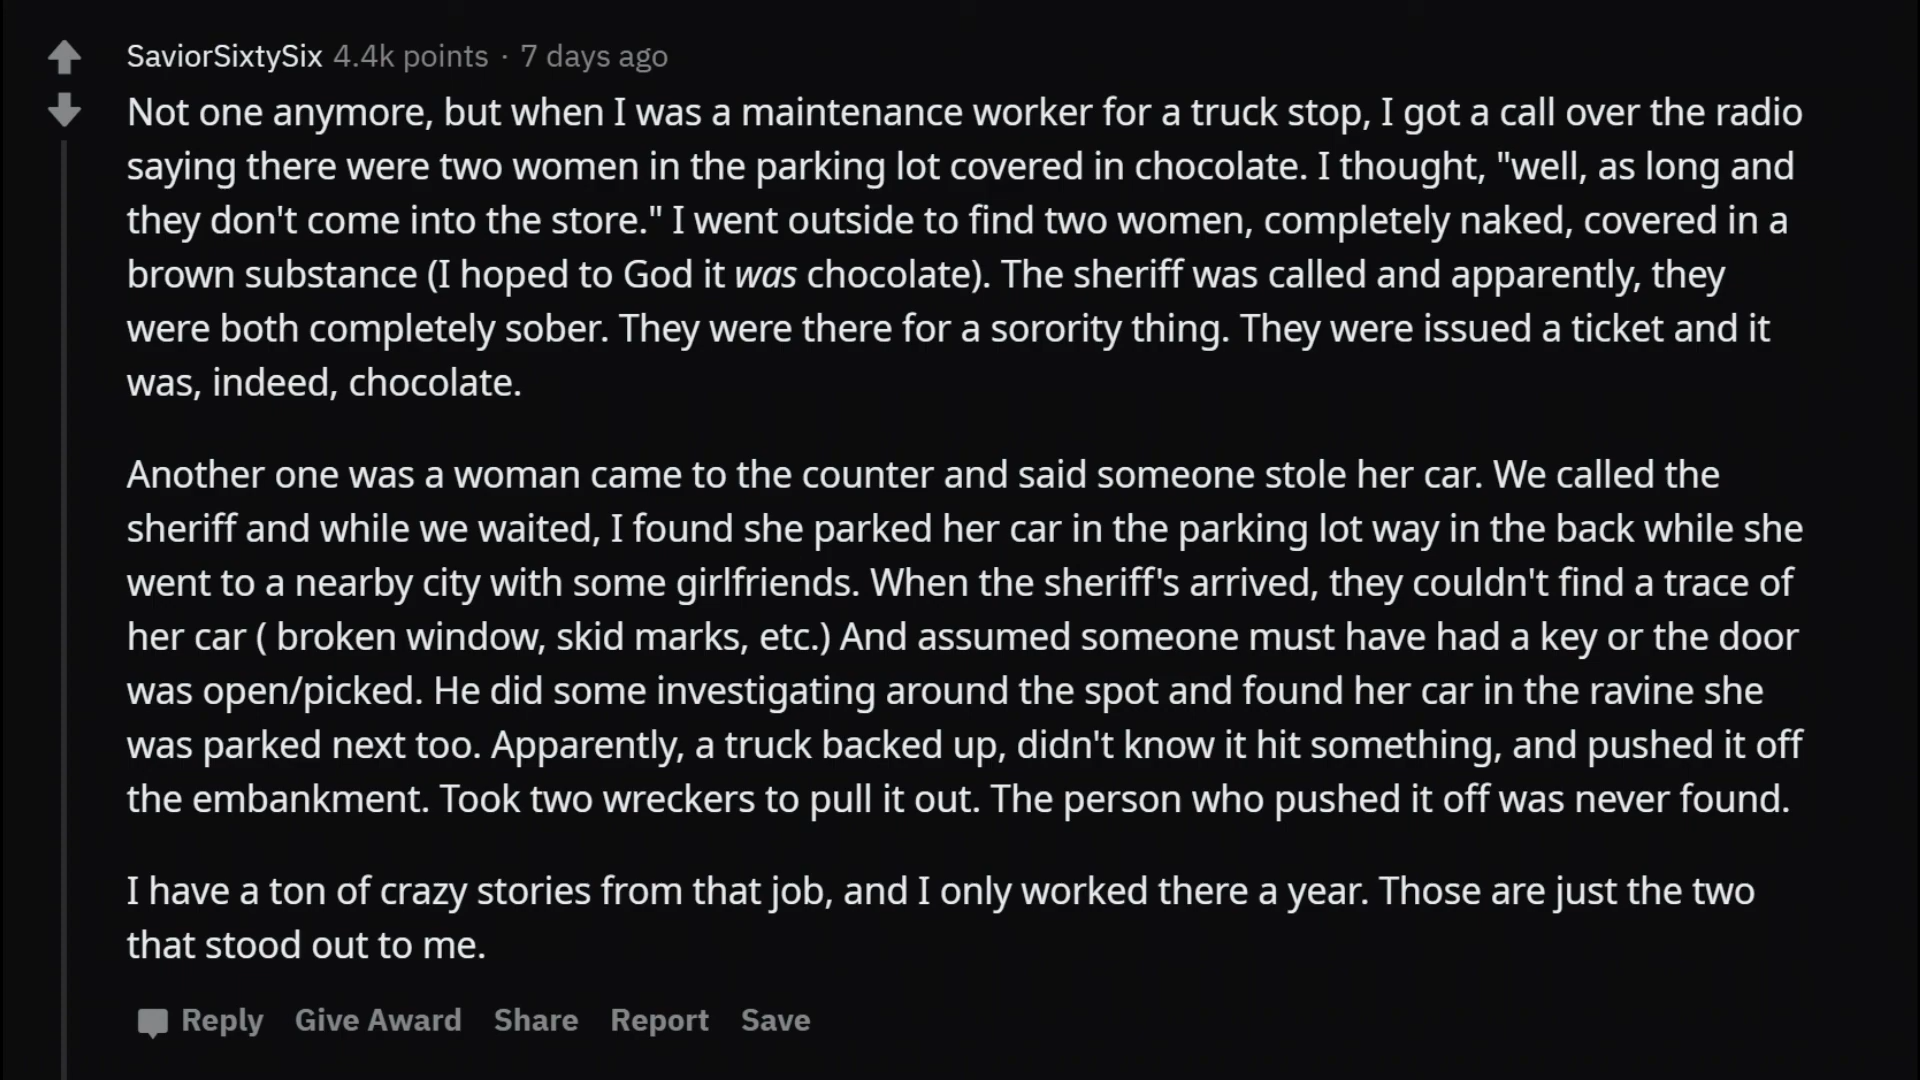 SaviorSixtySix 4.4k points · 7 days ago
Not one anymore, but when I was a maintenance worker for a truck stop, I got a call over the radio
saying there were two women in the parking lot covered in chocolate. I thought, "well, as long and
they don't come into the store." I went outside to find two women, completely naked, covered in a
brown substance (I hoped to God it was chocolate). The sheriff was called and apparently, they
were both completely sober. They were there for a sorority thing. They were issued a ticket and it
was, indeed, chocolate.
Another one was a woman came to the counter and said someone stole her car. We called the
sheriff and while we waited, I found she parked her car in the parking lot way in the back while she
went to a nearby city with some girlfriends. When the sheriff's arrived, they couldn't find a trace of
her car ( broken window, skid marks, etc.) And assumed someone must have had a key or the door
was open/picked. He did some investigating around the spot and found her car in the ravine she
was parked next too. Apparently, a truck backed up, didn't know it hit something, and pushed it off
the embankment. Took two wreckers to pull it out. The person who pushed it off was never found.
I have a ton of crazy stories from that job, and I only worked there a year. Those are just the two
that stood out to me.
Reply Give Award Share Report Save